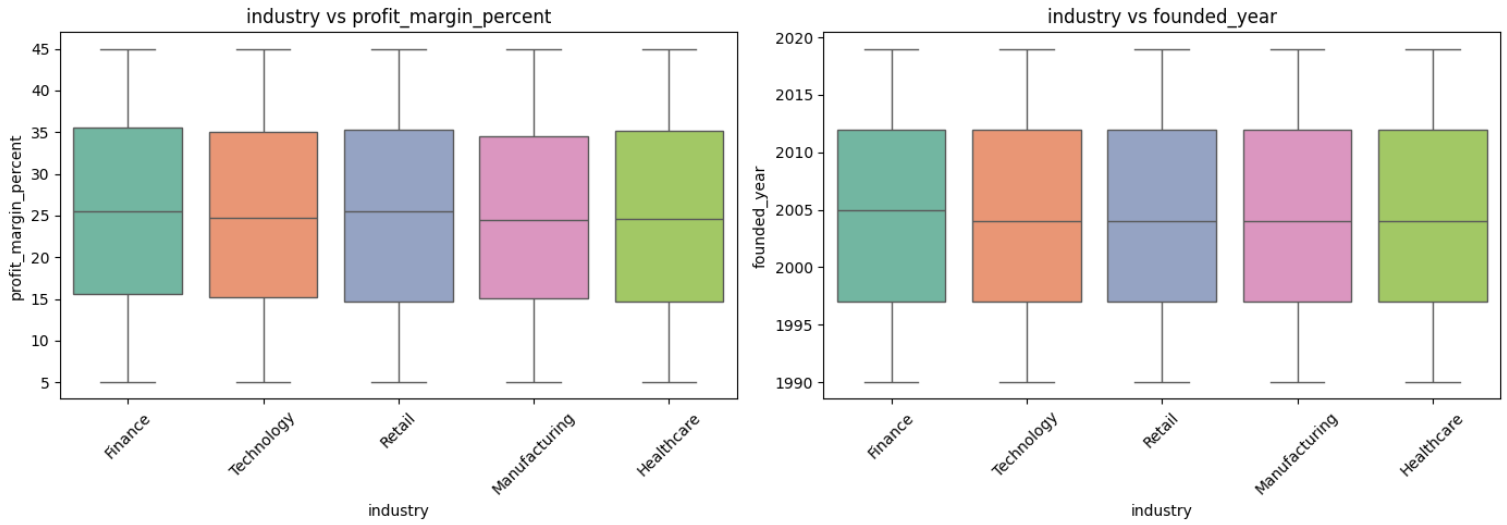 industry vs profit_margin_percent
profit_margin_percent
45
40
35
30
25
20
15
10
5
Finance
Technology
Retail
Manufacturing
Healthcare
industry
industry vs founded_year
founded_year
2020
2015
2010
2005
2000
1995
1990
Finance
Technology
Retail
Manufacturing
Healthcare
industry